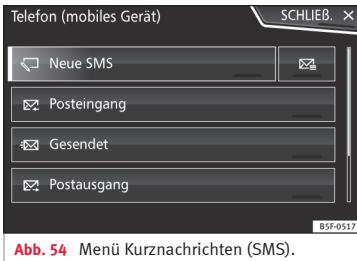 Telefon (mobiles Gerät)
SCHLIEẞ. ✕
Neue SMS
Posteingang
Gesendet
Postausgang
B5F-0517
Abb. 54 Menü Kurznachrichten (SMS).